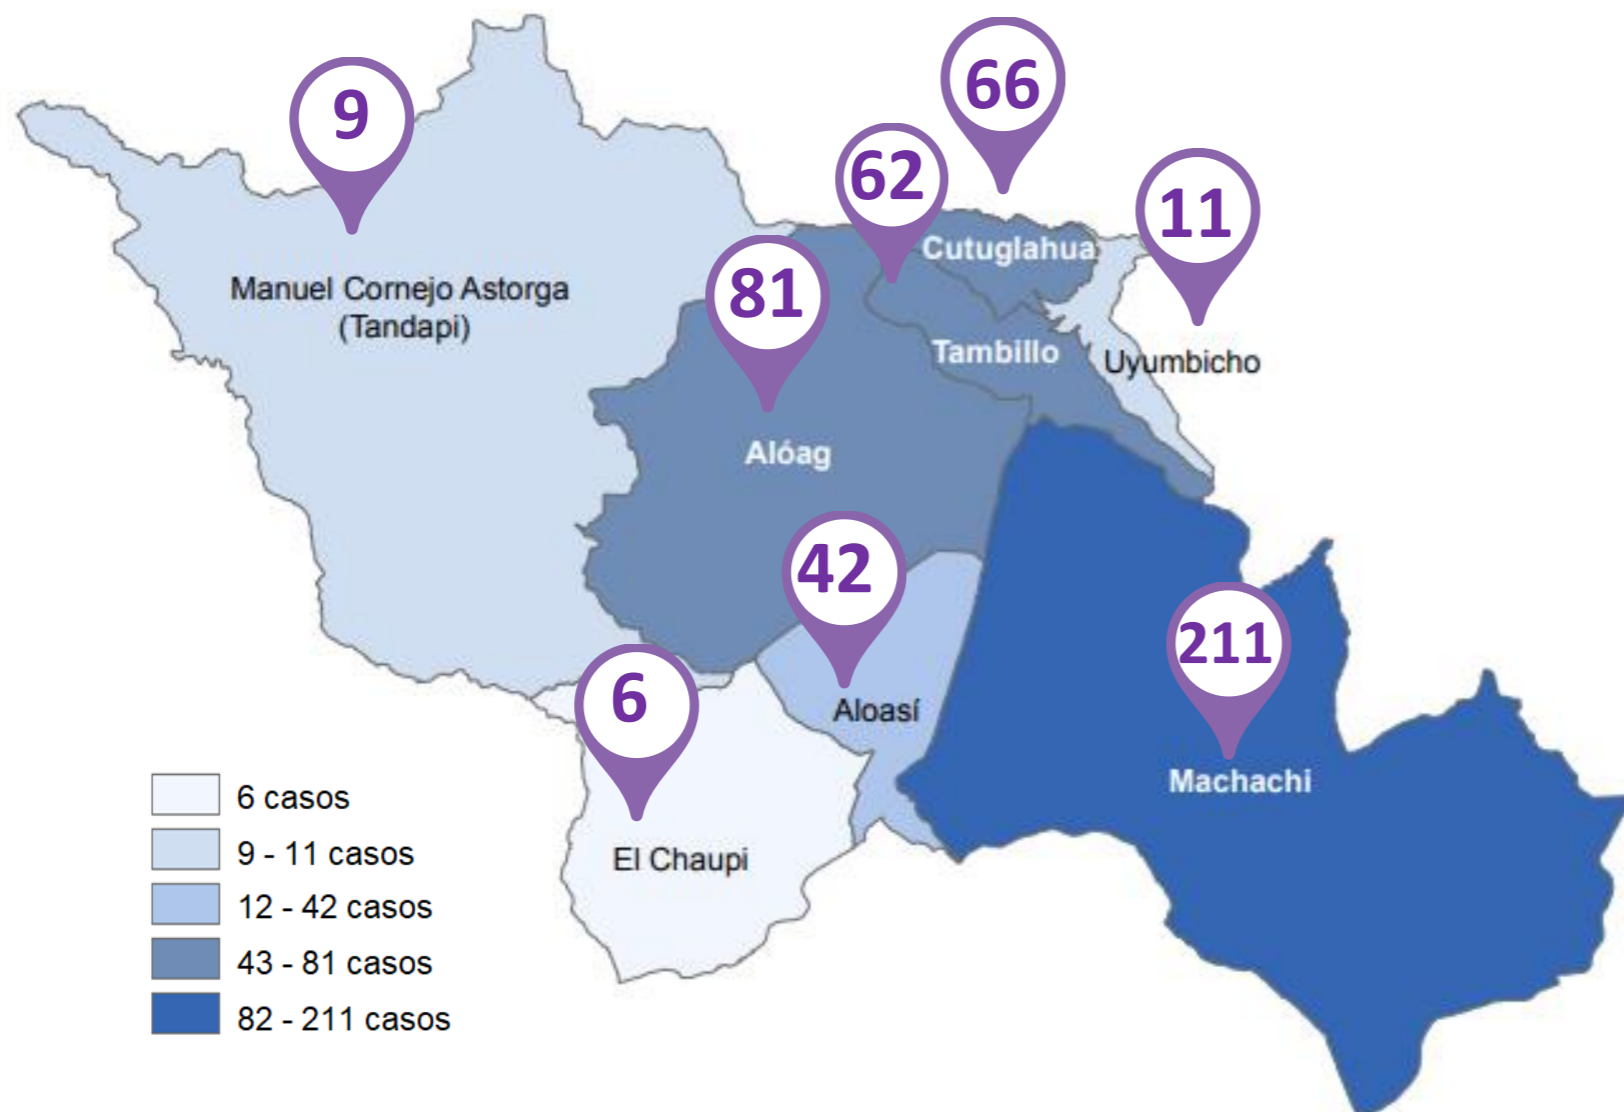 66
9
62
11
Cutuglahua
Manuel Cornejo Astorga
(Tandapi)
81
Tambillo
Uyumbicho
Alóag
42
211
6
Aloasí
Machachi
El Chaupi
6 casos
9 - 11 casos
12 - 42 casos
43 - 81 casos
82 - 211 casos